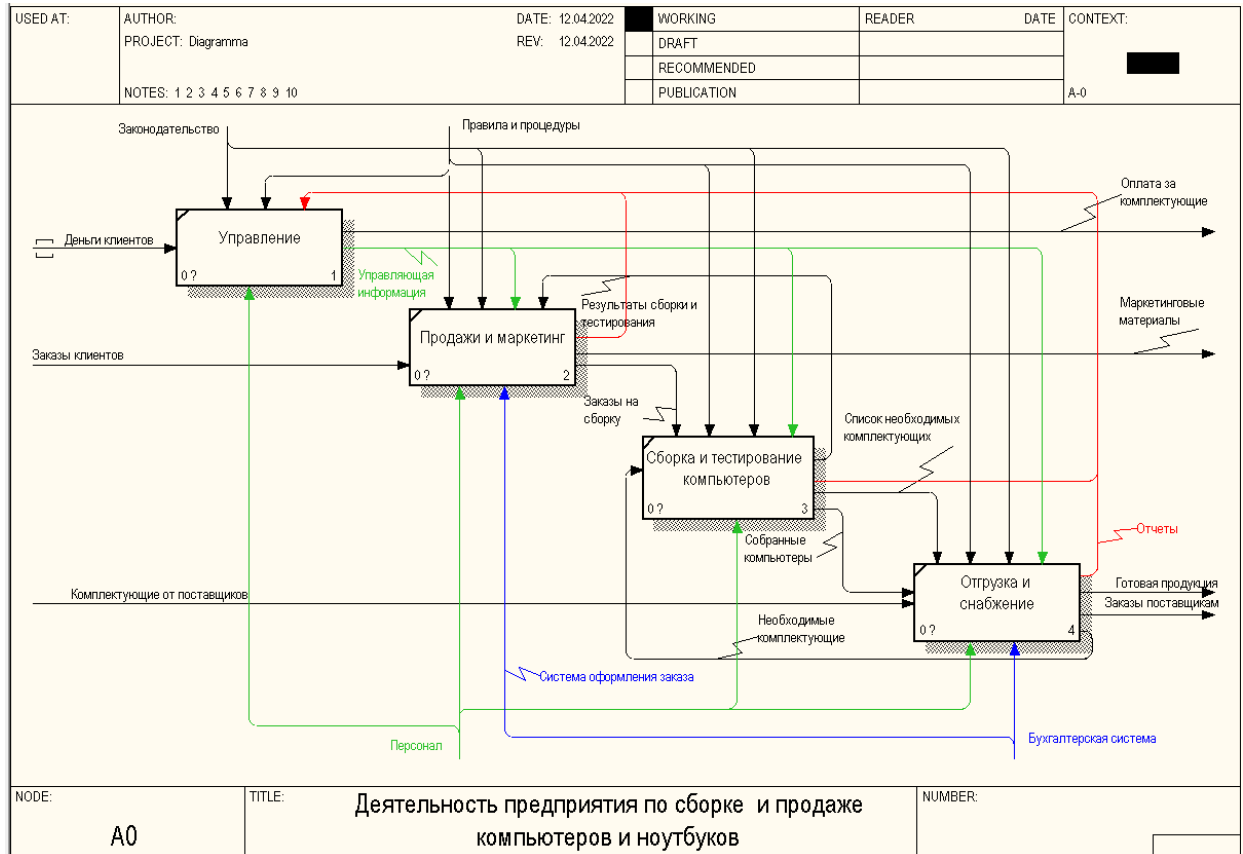 USED AT:
AUTHOR:
DATE: 12.04.2022
WORKING
READER
DATE
CONTEXT:
PROJECT: Diagramma
REV: 12.04.2022
DRAFT
RECOMMENDED
NOTES: 1 2 3 4 5 6 7 8 9 10
PUBLICATION
A-0
Законодательство
Правила и процедуры
Оплата за
комплектующие
Деньги клиентов
Управление
0 ?
1
Управляющая
информация
Результаты сборки и
тестирования
Маркетинговые
материалы
Заказы клиентов
Продажи и маркетинг
0 ?
2
Заказы на
сборку
Список необходимых
комплектующих
Сборка и тестирование
компьютеров
0 ?
3
Собранные
компьютеры
Отчеты
Отгрузка и
снабжение
0 ?
4
Готовая продукция
Заказы поставщикам
Комплектующие от поставщиков
Необходимые
комплектующие
Система оформления заказа
Персонал
Бухгалтерская система
NODE:
TITLE:
NUMBER:
A0
Деятельность предприятия по сборке и продаже
компьютеров и ноутбуков